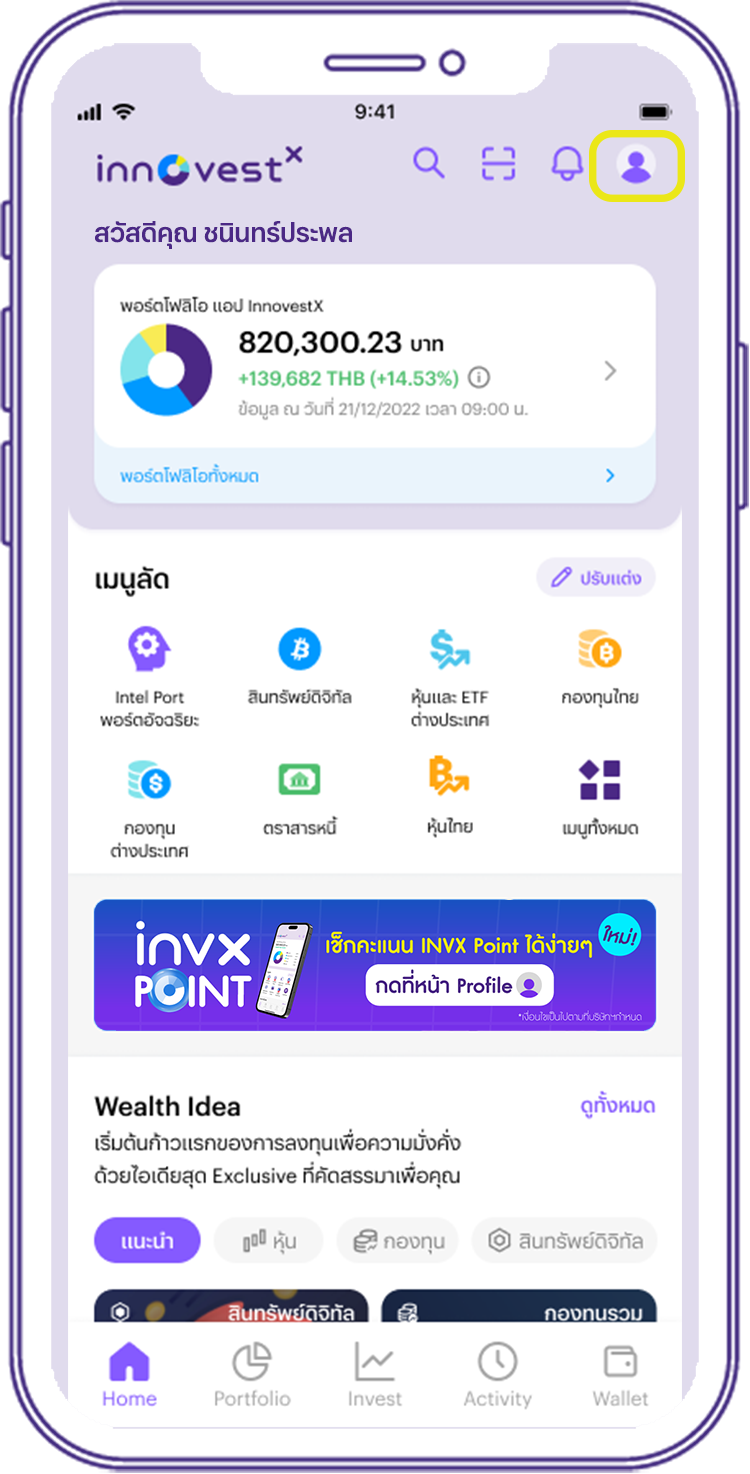 9:41
innovestx
สวัสดีคุณ ชนินทร์ประพล
พอร์ตโฟลิโอ แอป InnovestX
820,300.23 บาท
+139,682 THB (+14.53%)
ข้อมูล ณ วันที่ 21/12/2022 เวลา 09:00 น.
พอร์ตโฟลิโอทั้งหมด
เมนูลัด
ปรับแต่ง
Intel Port
พอร์ตอัจฉริยะ
สินทรัพย์ดิจิทัล
หุ้นและ ETF
ต่างประเทศ
กองทุนไทย
กองทุน
ต่างประเทศ
ตราสารหนี้
หุ้นไทย
เมนูทั้งหมด
invx
POINT
เช็กคะแนน INVX Point ได้ง่ายๆ
ใหม่!
กดที่หน้า Profile
*เงื่อนไขเป็นไปตามที่บริษัทฯกำหนด
Wealth Idea
ดูทั้งหมด
เริ่มต้นก้าวแรกของการลงทุนเพื่อความมั่งคั่ง
ด้วยไอเดียสุด Exclusive ที่คัดสรรมาเพื่อคุณ
แนะนำ
หุ้น
กองทุน
สินทรัพย์ดิจิทัล
สินทรัพย์ดิจิทัล
กองทุนรวม
Home
Portfolio
Invest
Activity
Wallet